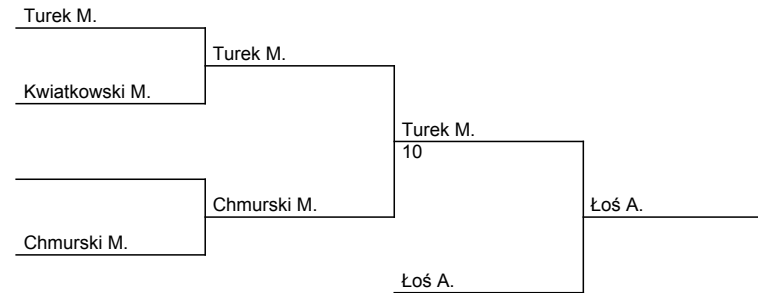 Turek M.
Turek M.
Kwiatkowski M.
Turek M.
10
Chmurski M.
Łoś A.
Chmurski M.
Łoś A.